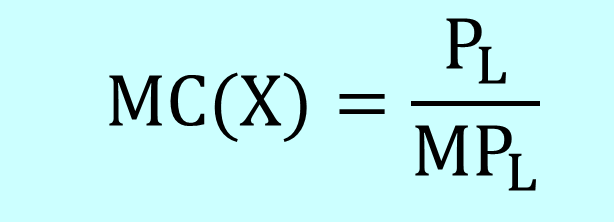 MC(X) = P_L / MP_L